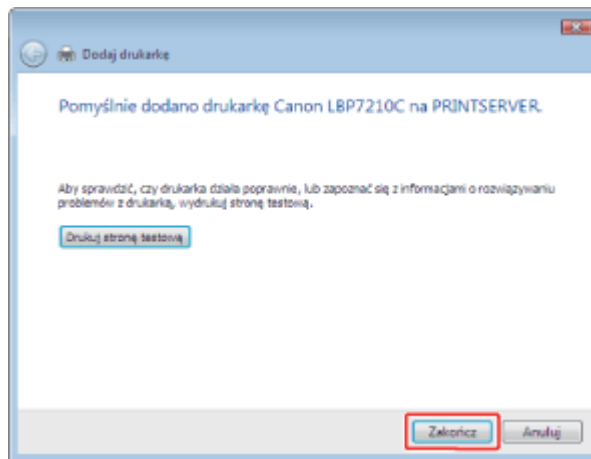 Dodaj drukarkę
Pomyślnie dodano drukarkę Canon LBP7210C na PRINTSERVER.
Aby sprawdzić, czy drukarka działa poprawnie, lub zapoznać się z informacjami o rozwiązywaniu
problemów z drukarką, wydrukuj stronę testową.
Drukuj stronę testową
Zakończ
Anuluj